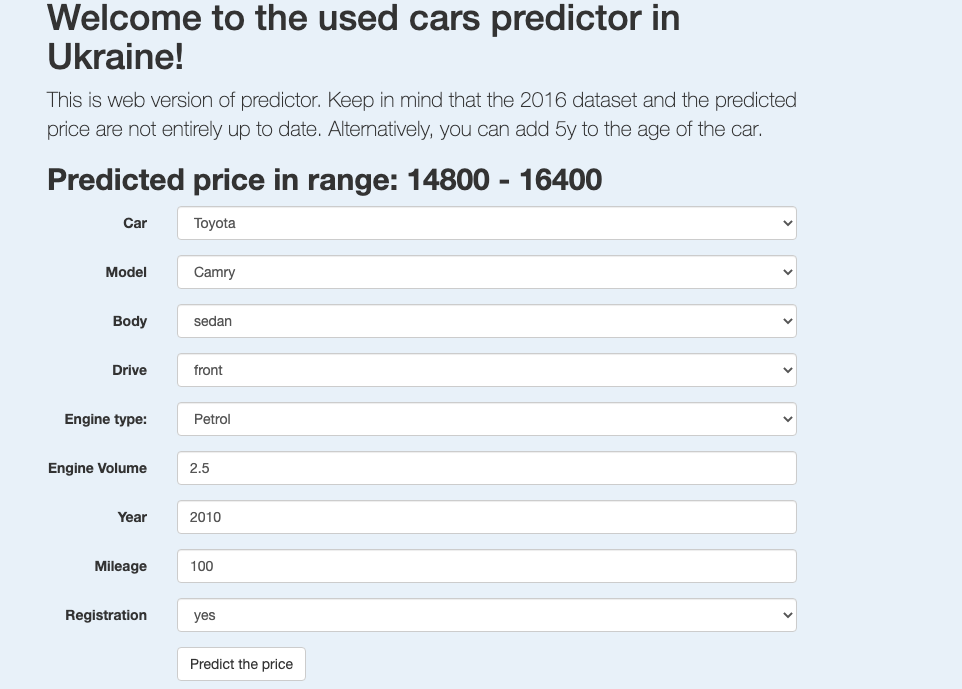 Welcome to the used cars predictor in
Ukraine!
This is web version of predictor. Keep in mind that the 2016 dataset and the predicted
price are not entirely up to date. Alternatively, you can add 5y to the age of the car.
Predicted price in range: 14800 - 16400
Car Toyota
Model Camry
Body sedan
Drive front
Engine type: Petrol
Engine Volume 2.5
Year 2010
Mileage 100
Registration yes
Predict the price